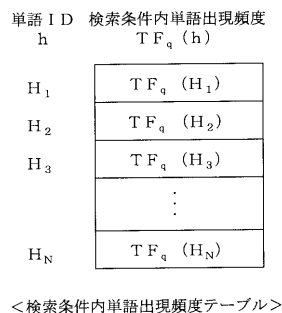 単語ＩＤ　検索条件内単語出現頻度
h　ＴＦq（h）
Ｈ1　ＴＦq（Ｈ1）
Ｈ2　ＴＦq（Ｈ2）
Ｈ3　ＴＦq（Ｈ3）
⋮
ＨN　ＴＦq（ＨN）
＜検索条件内単語出現頻度テーブル＞